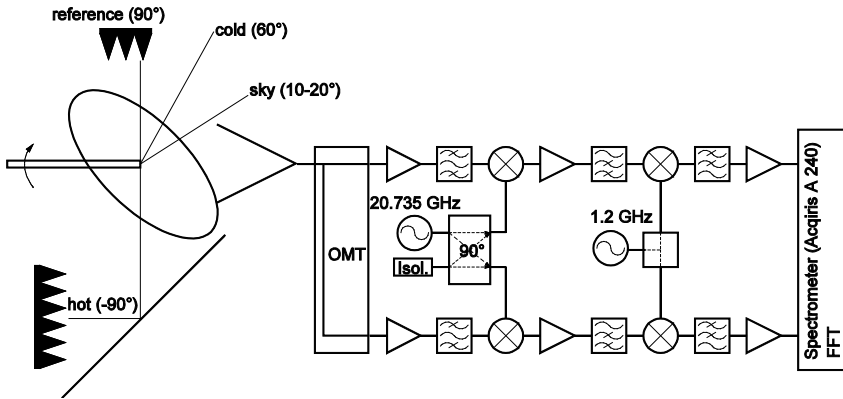 reference (90°)
cold (60°)
sky (10-20°)
hot (-90°)
OMT
20.735 GHz
90°
Isol.
1.2 GHz
Spectrometer (Acqiris A 240)
FFT